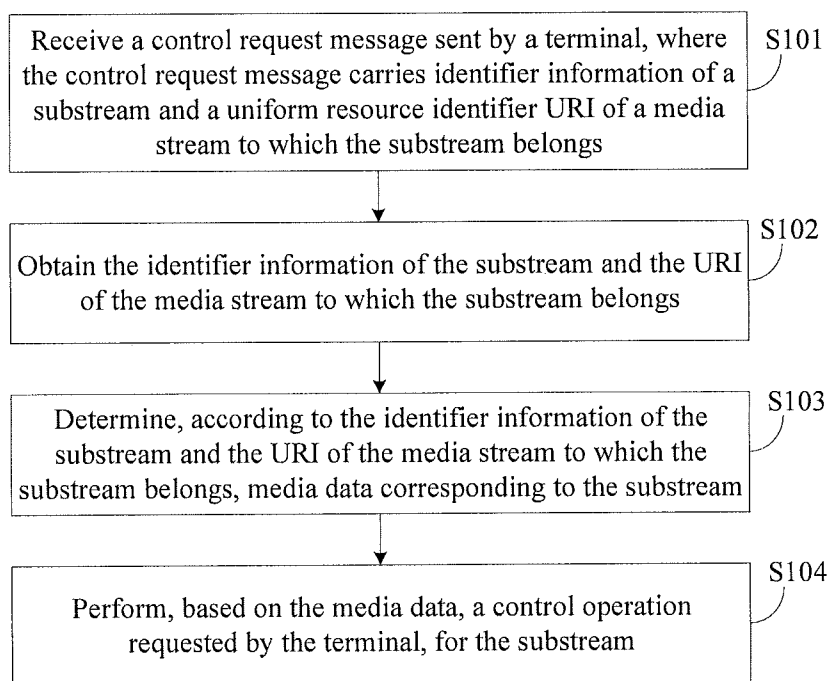 Receive a control request message sent by a terminal, where
the control request message carries identifier information of a
substream and a uniform resource identifier URI of a media
stream to which the substream belongs
S101
S102
Obtain the identifier information of the substream and the URI
of the media stream to which the substream belongs
S103
Determine, according to the identifier information of the
substream and the URI of the media stream to which the
substream belongs, media data corresponding to the substream
S104
Perform, based on the media data, a control operation
requested by the terminal, for the substream